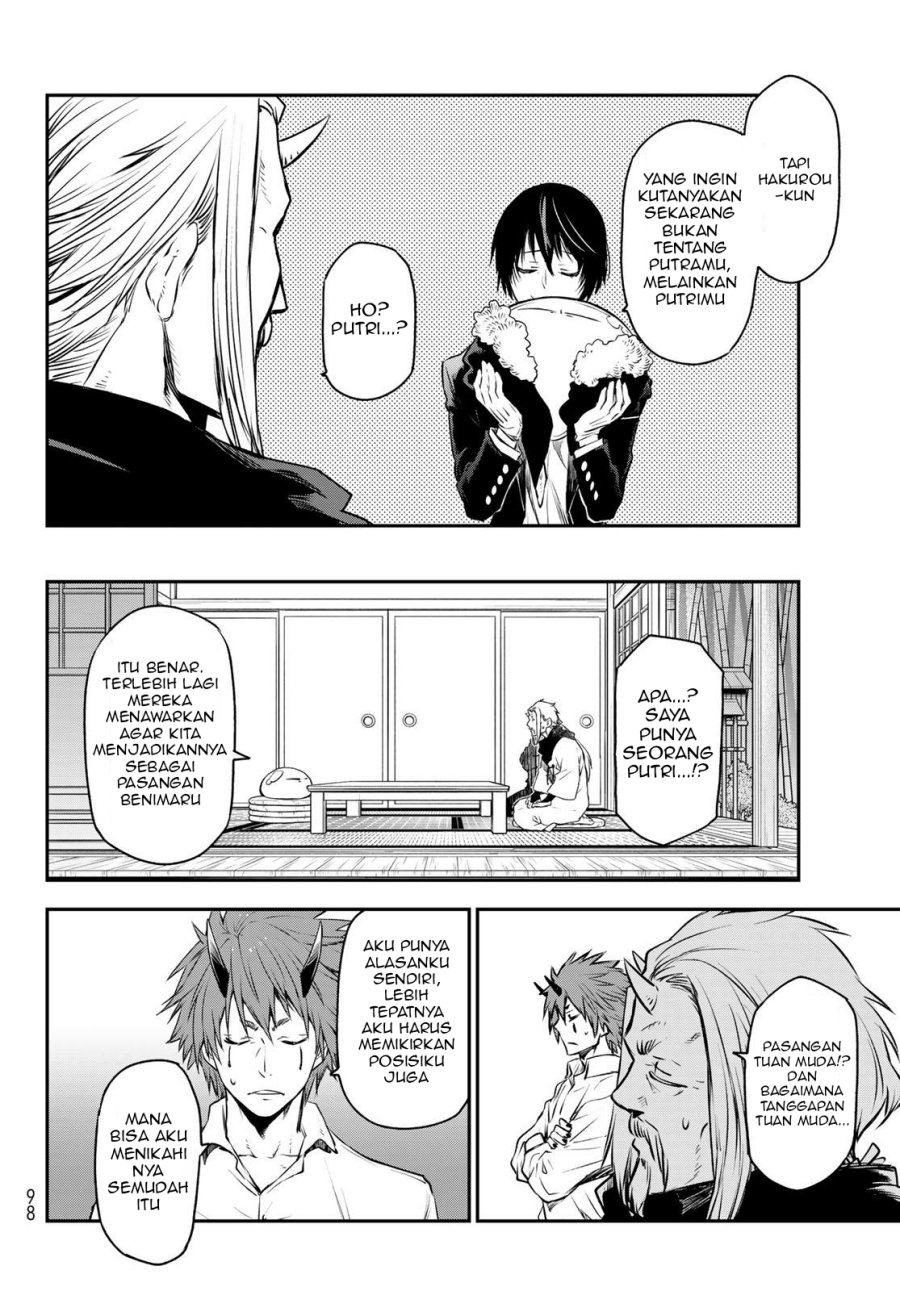 TAPI
HAKUROU
-KUN
YANG INGIN
KUTANYAKAN
SEKARANG
BUKAN
TENTANG
PUTRAMU,
MELAINKAN
PUTRIMU
HO?
PUTRI...?
APA...?
SAYA
PUNYA
SEORANG
PUTRI...!?
ITU BENAR.
TERLEBIH LAGI
MEREKA
MENAWARKAN
AGAR KITA
MENJADIKANNYA
SEBAGAI
PASANGAN
BENIMARU
PASANGAN
TUAN MUDA!?
DAN
BAGAIMANA
TANGGAPAN
TUAN MUDA...
AKU PUNYA
ALASANKU
SENDIRI,
LEBIH
TEPATNYA
AKU HARUS
MEMIKIRKAN
POSISIKU
JUGA
MANA
BISA AKU
MENIKAHI
NYA
SEMUDAH
ITU
98